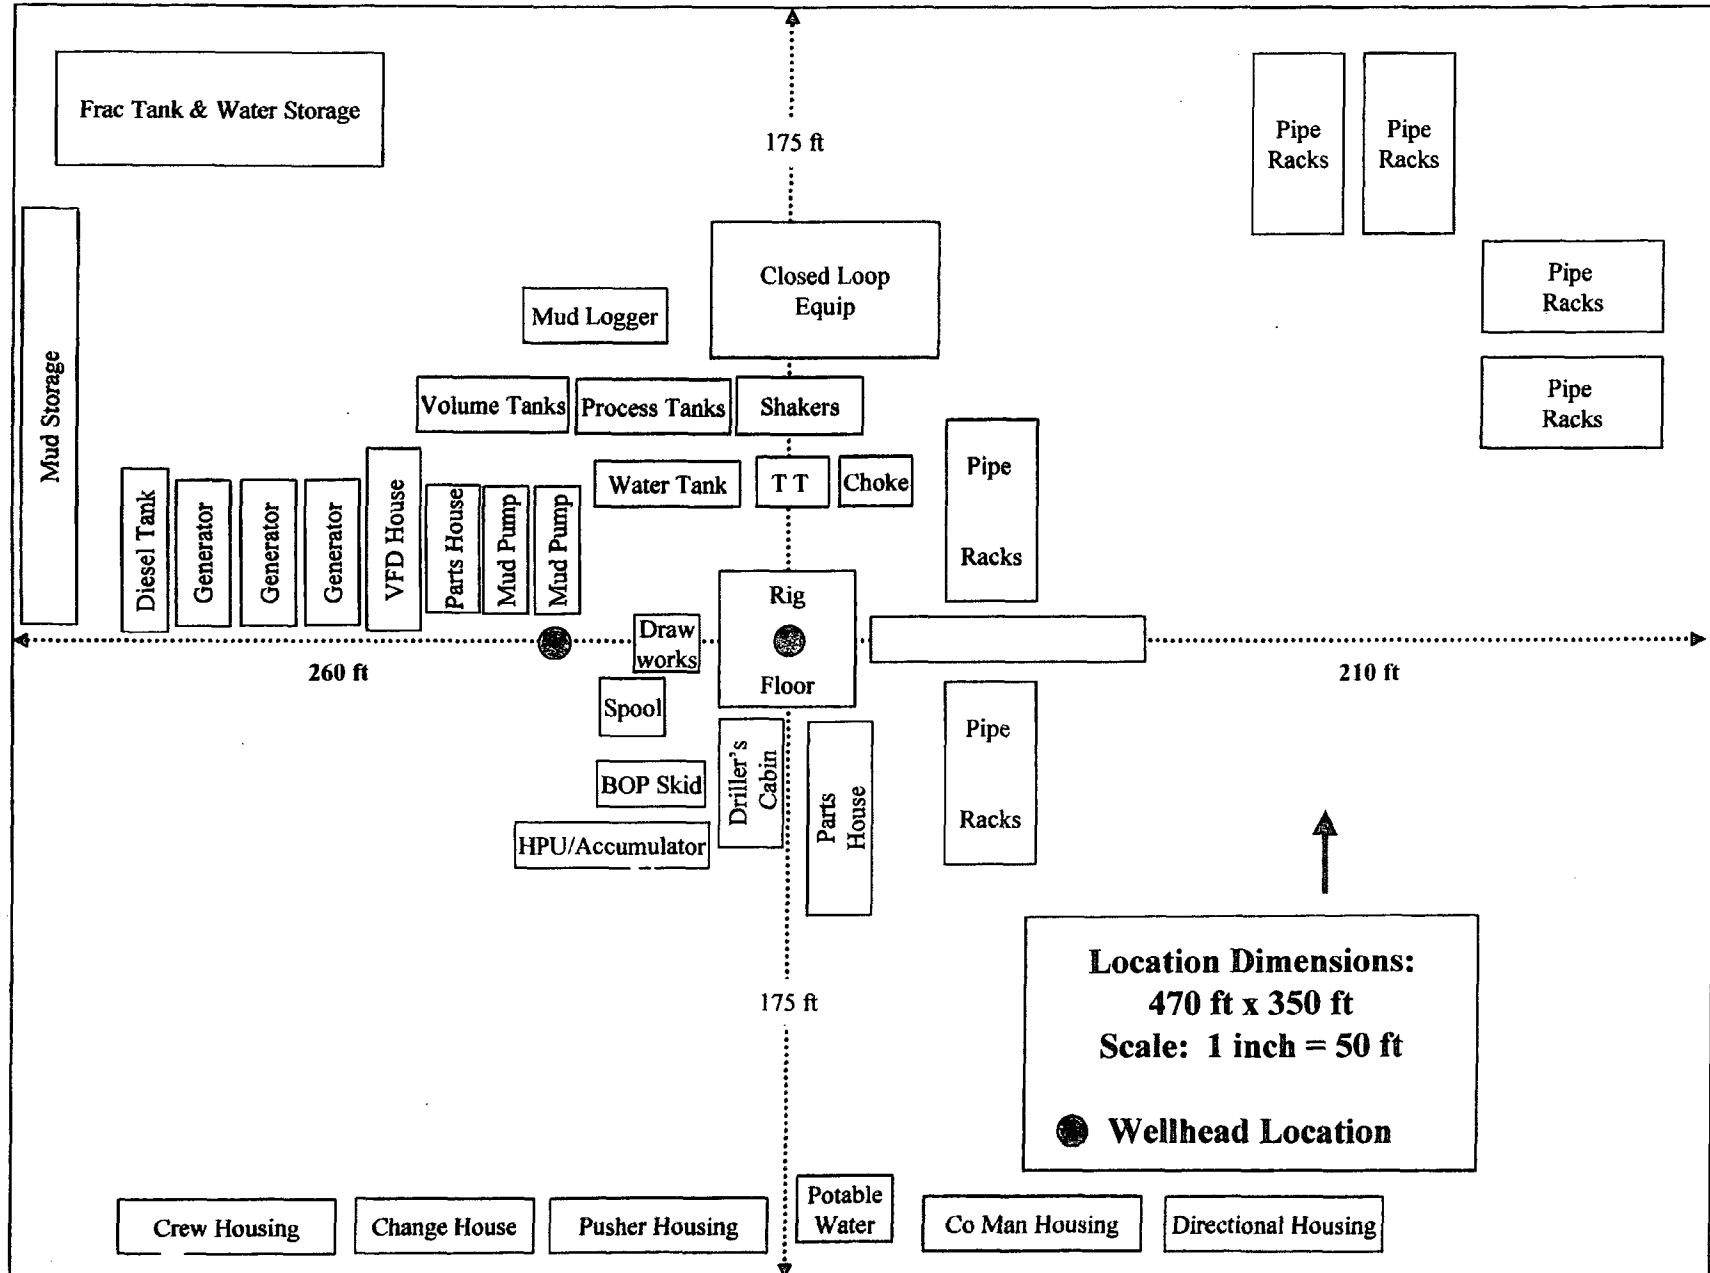 Frac Tank & Water Storage
175 ft
Pipe
Racks
Pipe
Racks
Mud Storage
Closed Loop
Equip
Pipe
Racks
Mud Logger
Volume Tanks
Process Tanks
Shakers
Pipe
Racks
Diesel Tank
Generator
Generator
Generator
VFD House
Parts House
Mud Pump
Mud Pump
Water Tank
T T
Choke
Pipe
Racks
Rig
Floor
Draw
works
260 ft
210 ft
Spool
BOP Skid
HPU/Accumulator
Driller's
Cabin
Parts
House
Pipe
Racks
175 ft
Location Dimensions:
470 ft x 350 ft
Scale: 1 inch = 50 ft
Wellhead Location
Crew Housing
Change House
Pusher Housing
Potable
Water
Co Man Housing
Directional Housing